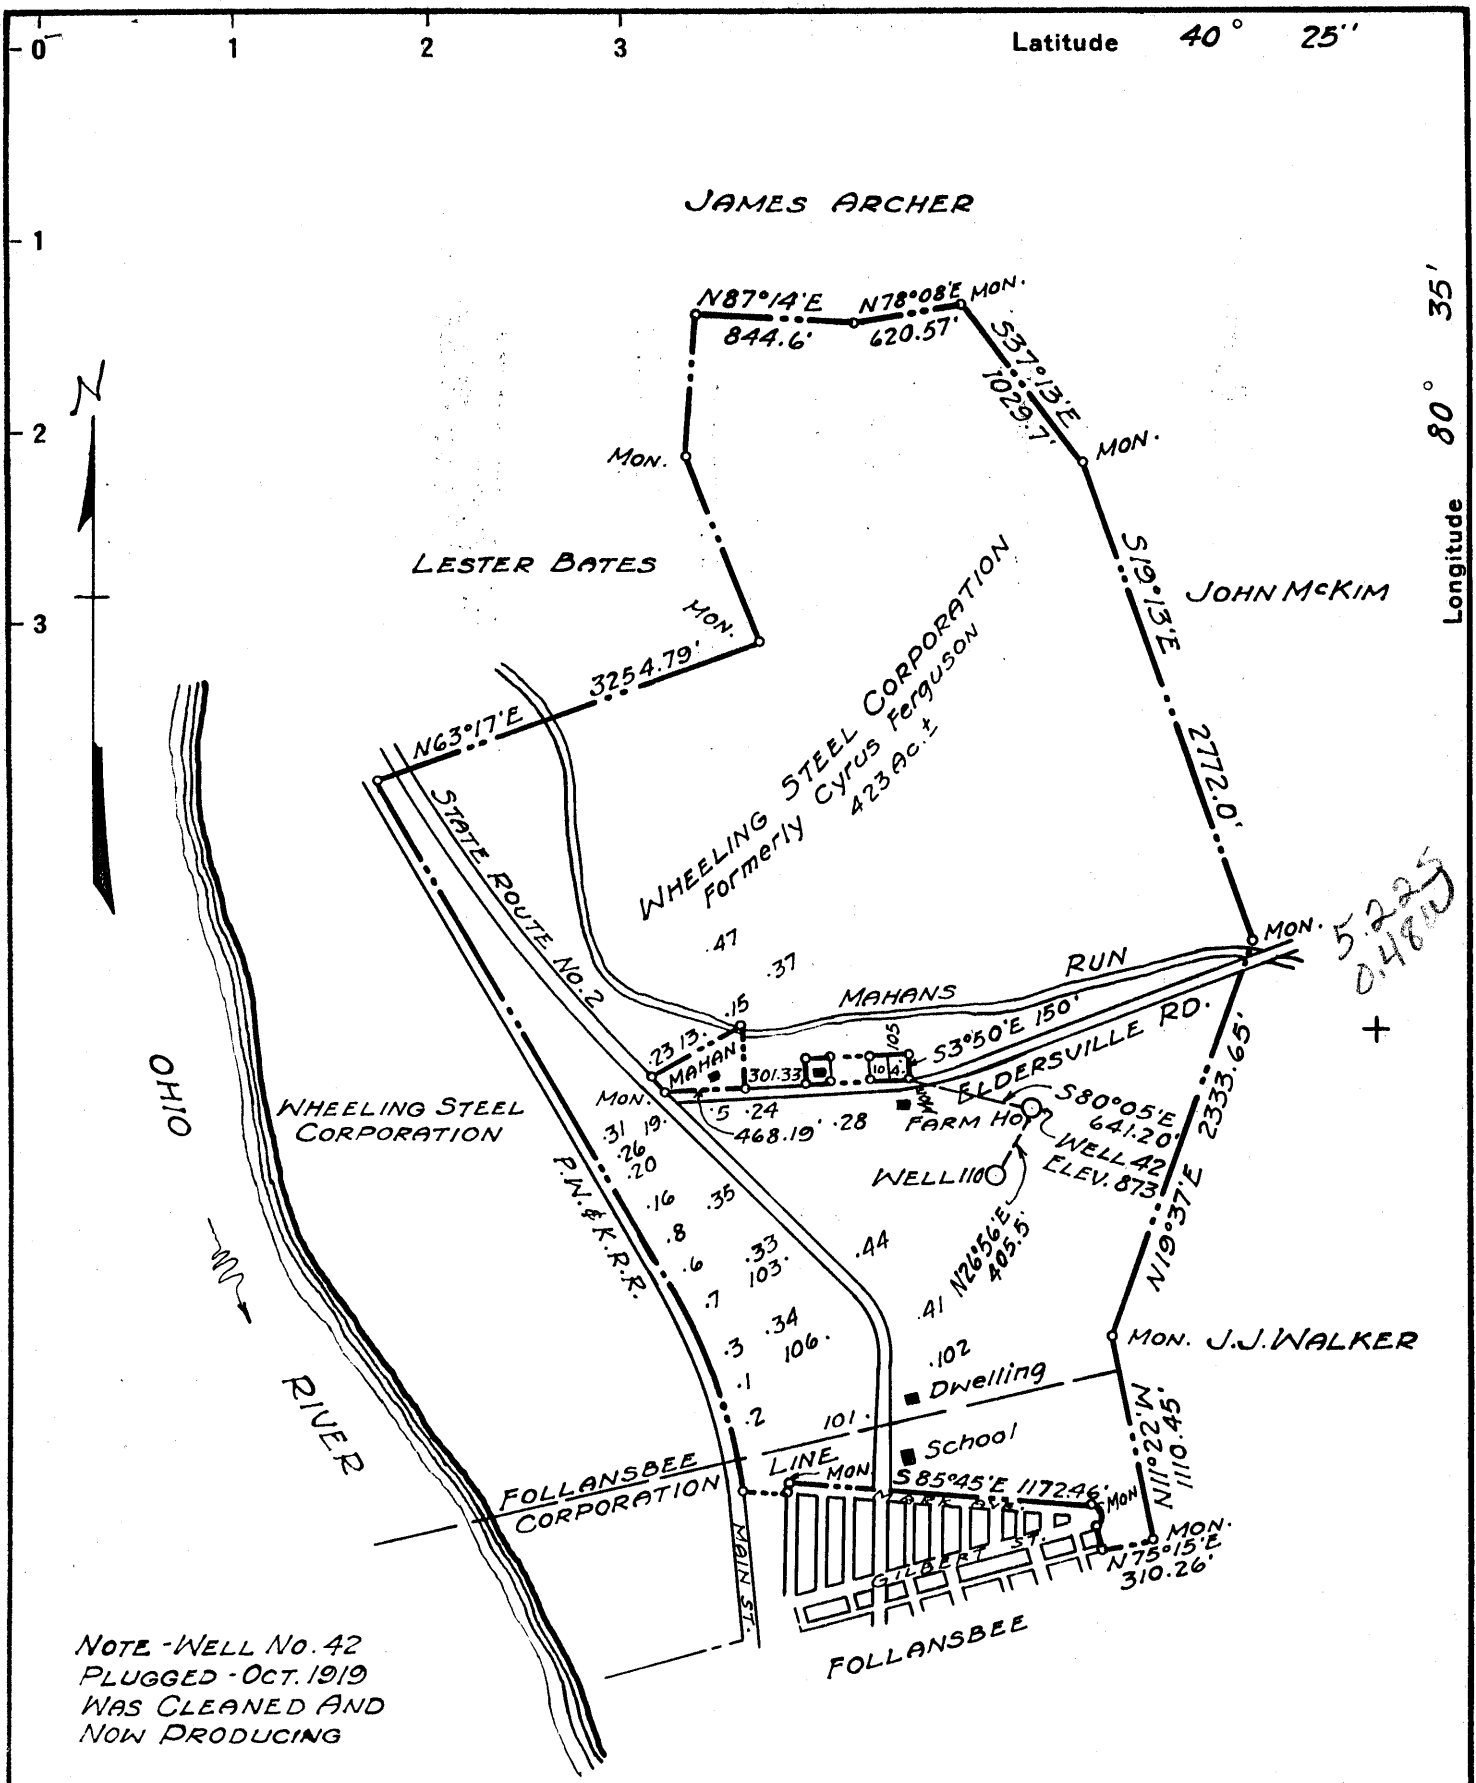 0 1 2 3
Latitude 40° 25''
JAMES ARCHER
1
N87°14'E
844.6'
N78°08'E
620.57'
MON.
S37°13'E
1029.7'
Longitude 80° 35'
2
N
MON.
MON.
LESTER BATES
S19°13'E
2772.0'
JOHN McKIM
3
MON.
N63°17'E 3254.79'
WHEELING STEEL CORPORATION
Formerly Cyrus Ferguson
423 Ac.±
STATE ROUTE NO.2
.47
.37
MON.
5.225
+
MAHANS RUN
.15
.23 13.
MAHAN
301.33
10 4.
105
S3°50'E 150'
ELDERSVILLE RD.
MON.
MON.
.5 .24
468.19'
.28
FARM HO.
S80°05'E
641.20'
WELL 42
ELEV. 873
WELL 110
N26°56'E
405.5'
N19°37'E 2333.65'
OHIO
RIVER
WHEELING STEEL
CORPORATION
P.W.& K.R.R.
.31 19.
.26
.20
.16
.35
.8
.6
.33
103.
.44
.7
.34
106.
.41
.3
.102
.1
.2
101.
MON. J.J.WALKER
Dwelling
School
N11°22'W
1110.45'
FOLLANSBEE
CORPORATION
LINE
MON.
S85°45'E 1172.46'
MARK AVE.
MON
MON.
N75°15'E
310.26'
GILBERT ST.
MAIN ST.
FOLLANSBEE
NOTE - WELL NO. 42
PLUGGED - OCT. 1919
WAS CLEANED AND
NOW PRODUCING